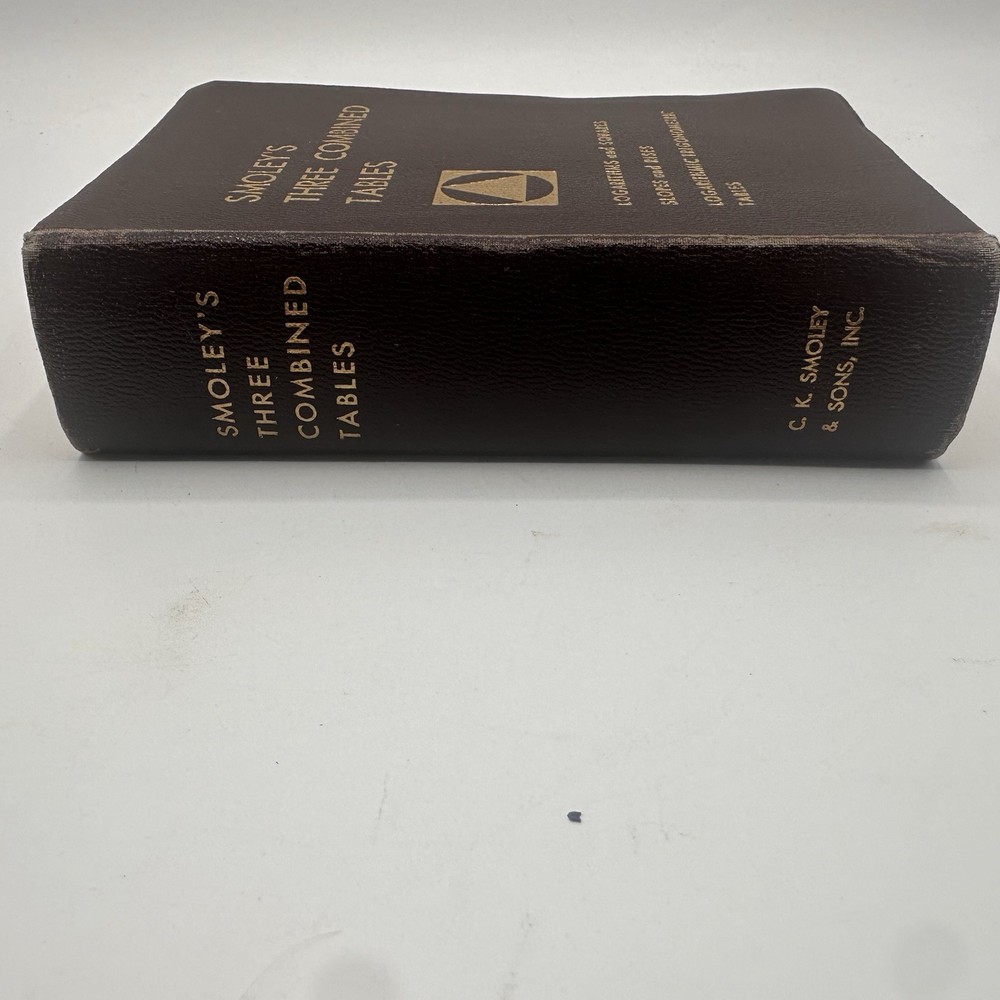 SMOLEY'S
THREE COMBINED
TABLES
LOGARITHMS and SQUARES
SLOPES and RISES
LOGARITHMIC TRIGONOMETRIC
TABLES
SMOLEY'S
THREE
COMBINED
TABLES
C. K. SMOLEY
& SONS, INC.